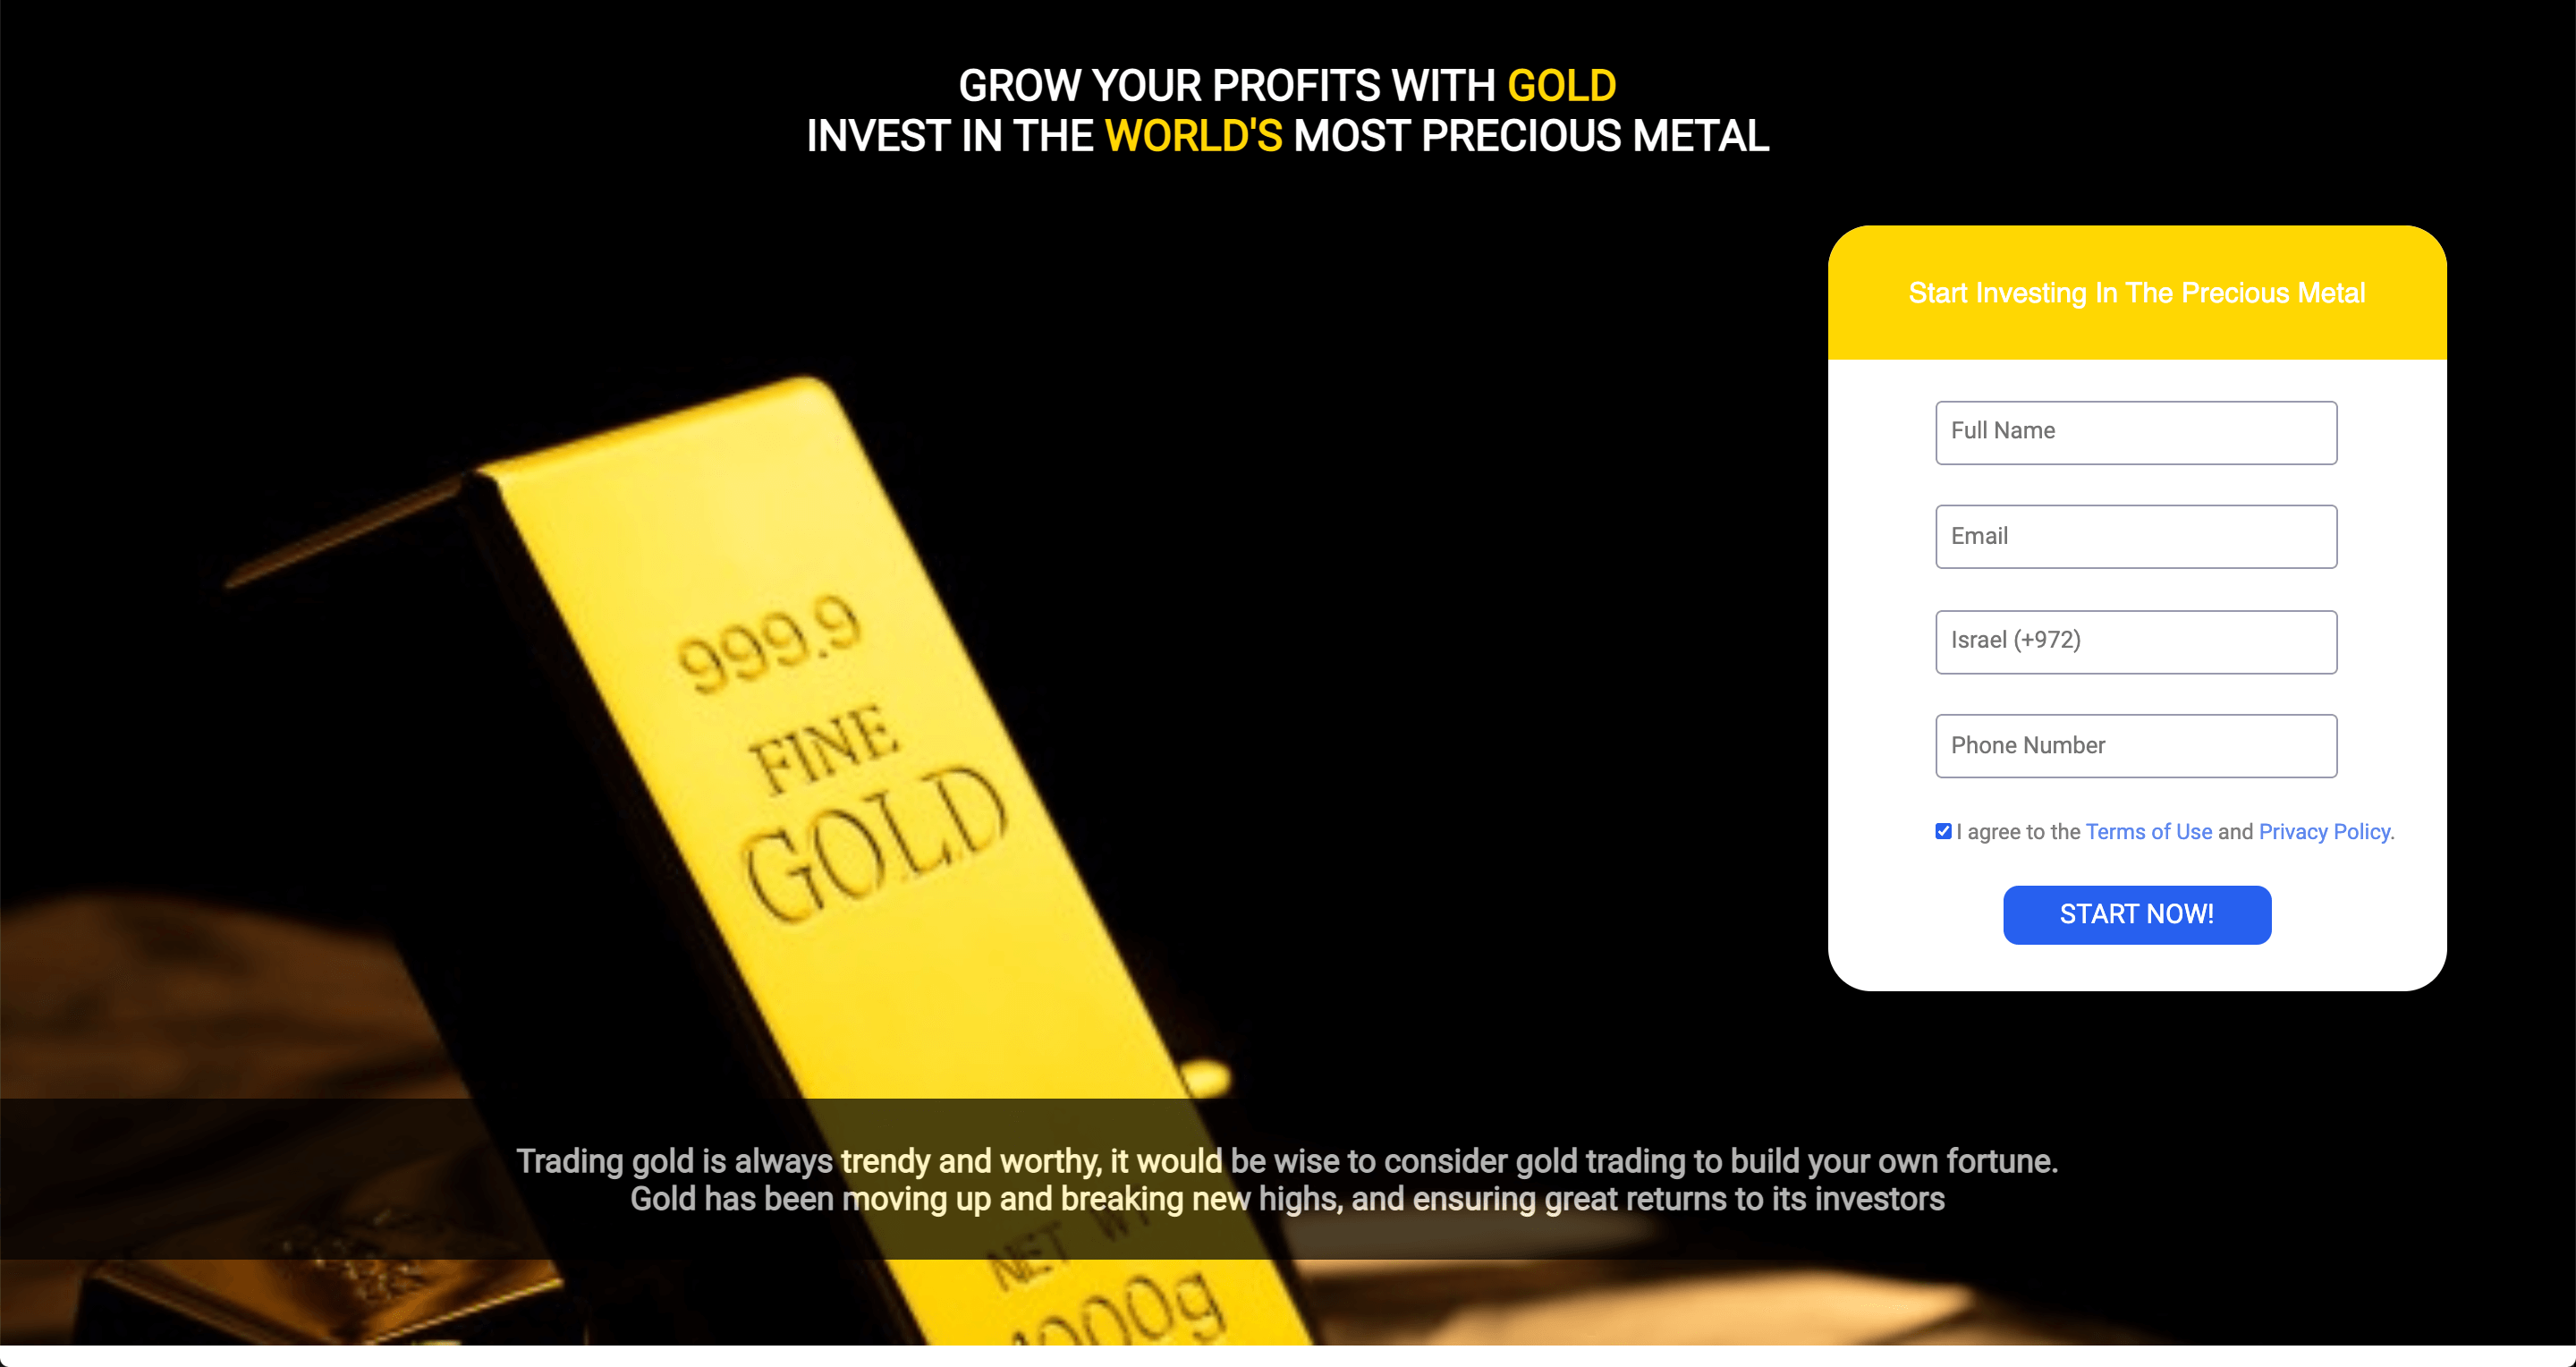 GROW YOUR PROFITS WITH GOLD
INVEST IN THE WORLD'S MOST PRECIOUS METAL
Start Investing In The Precious Metal
Full Name
Email
Israel (+972)
Phone Number
I agree to the Terms of Use and Privacy Policy.
START NOW!
999.9
FINE
GOLD
Trading gold is always trendy and worthy, it would be wise to consider gold trading to build your own fortune.
Gold has been moving up and breaking new highs, and ensuring great returns to its investors
NET WT
1000g